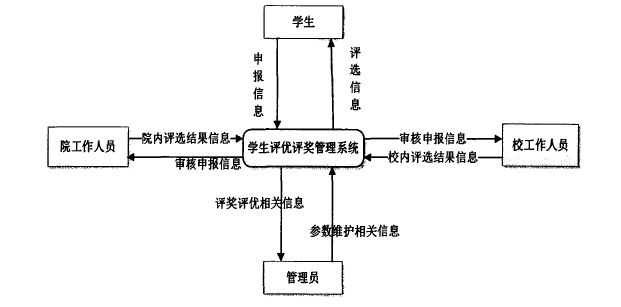 学生
申报信息
评选信息
院工作人员
院内评选结果信息
审核申报信息
学生评优评奖管理系统
审核申报信息
校内评选结果信息
校工作人员
评奖评优相关信息
参数维护相关信息
管理员